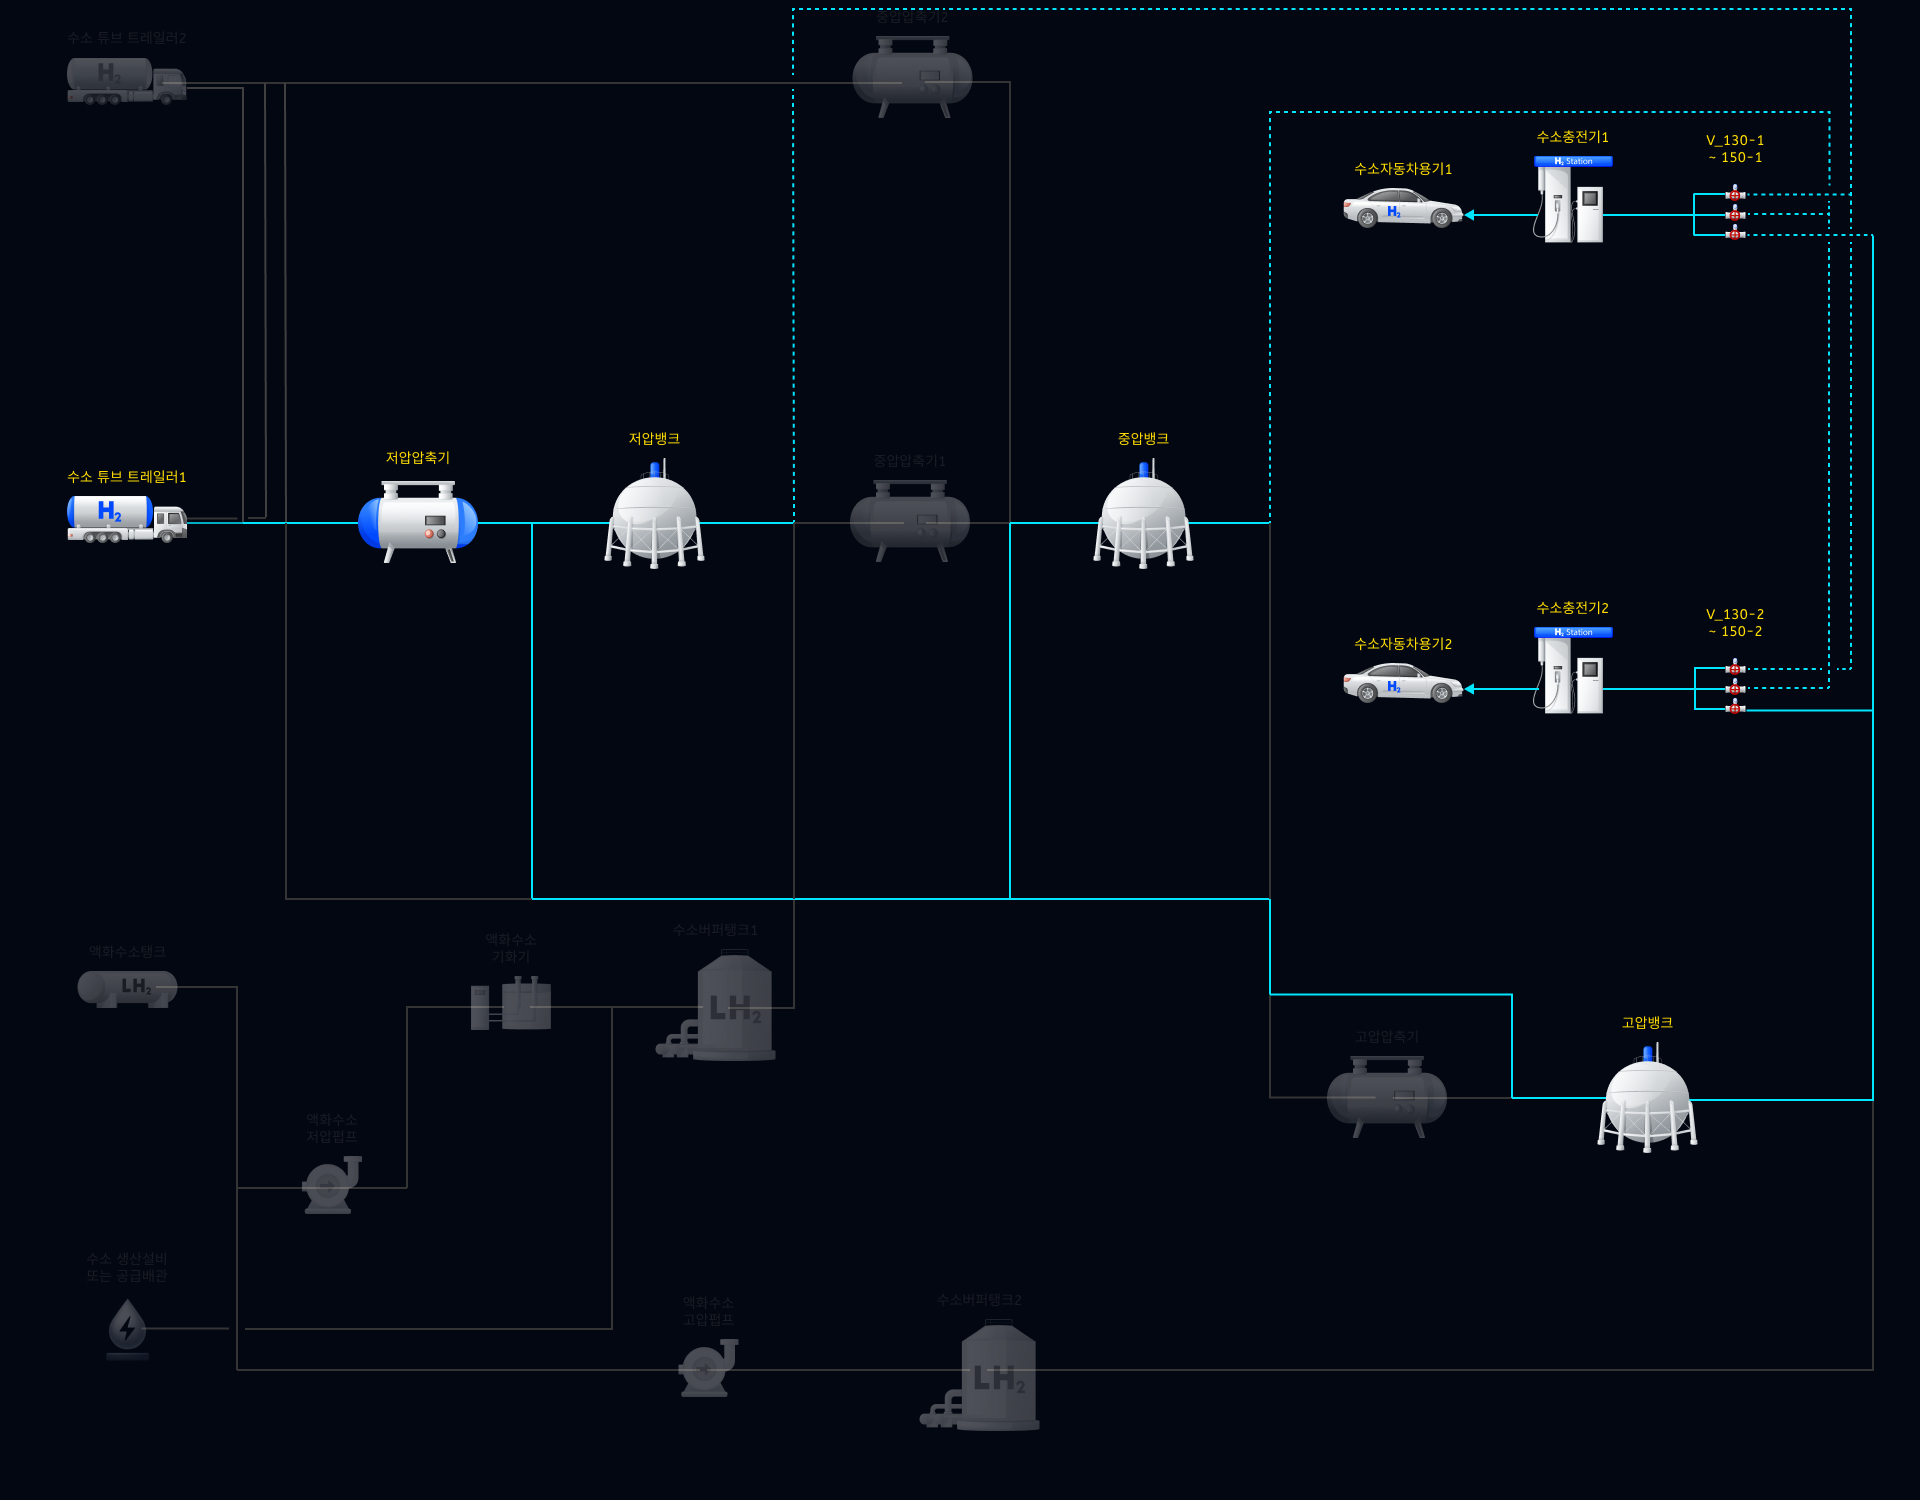 중압압축기2
수소 튜브 트레일러2
H2
수소충전기1
V_130-1
~ 150-1
H2 Station
수소자동차용기1
H2
저압뱅크
중압뱅크
저압압축기
중압압축기1
수소 튜브 트레일러1
H2
수소충전기2
V_130-2
~ 150-2
H2 Station
수소자동차용기2
H2
수소버퍼탱크1
액화수소
기화기
액화수소탱크
LH2
LH2
고압뱅크
고압압축기
액화수소
저압펌프
수소 생산설비
또는 공급배관
액화수소
고압펌프
수소버퍼탱크2
LH2